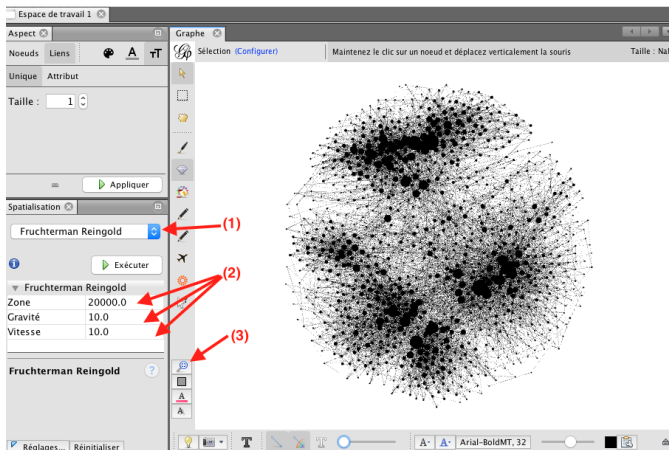 Espace de travail 1
Aspect
Graphe
Noeuds Liens A TT
Sélection (Configurer) Maintenez le clic sur un noeud et déplacez verticalement la souris Taille :
Unique Attribut
Taille : 1
= Appliquer
Spatialisation
Fruchterman Reingold
(1)
Exécuter
(2)
Fruchterman Reingold
Zone 20000.0
Gravité 10.0
Vitesse 10.0
(3)
Fruchterman Reingold ?
A
A
Réglages... Réinitialiser
T T A- A- Arial-BoldMT, 32